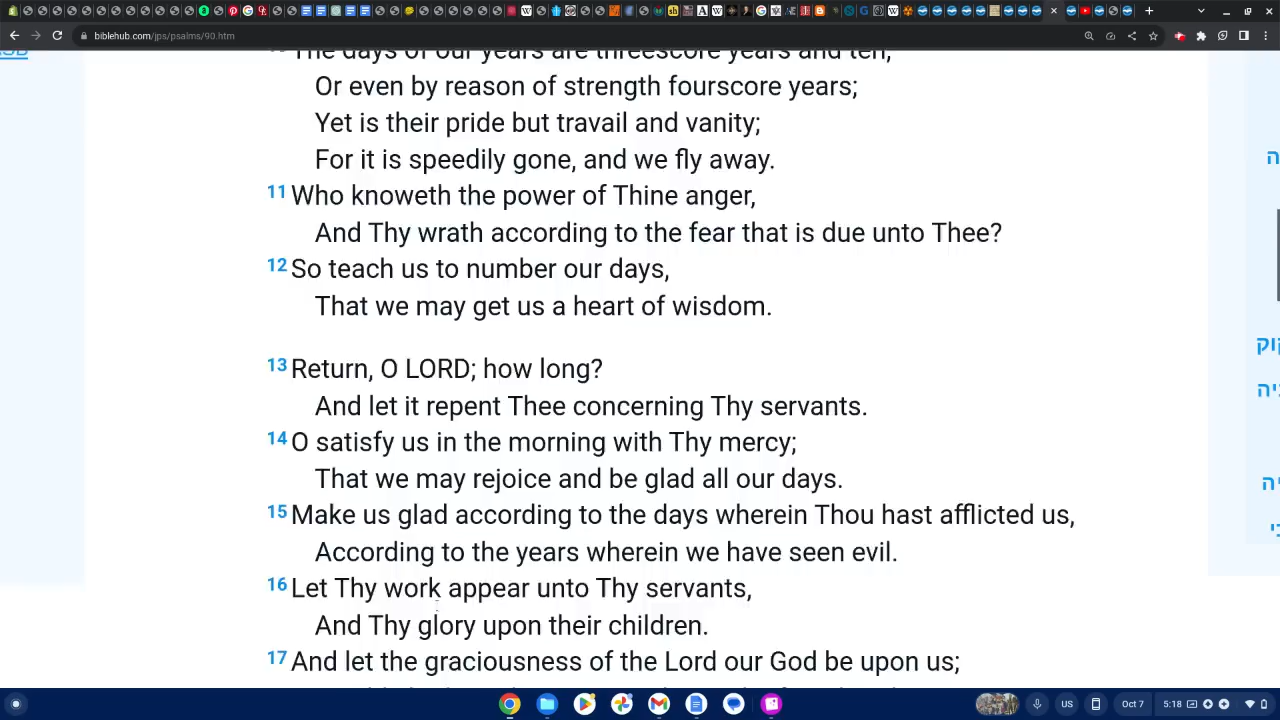 biblehub.com/jps/psalms/90.htm
The days of our years are threescore years and ten,
Or even by reason of strength fourscore years;
Yet is their pride but travail and vanity;
For it is speedily gone, and we fly away.
11 Who knoweth the power of Thine anger,
And Thy wrath according to the fear that is due unto Thee?
12 So teach us to number our days,
That we may get us a heart of wisdom.
13 Return, O LORD; how long?
And let it repent Thee concerning Thy servants.
14 O satisfy us in the morning with Thy mercy;
That we may rejoice and be glad all our days.
15 Make us glad according to the days wherein Thou hast afflicted us,
According to the years wherein we have seen evil.
16 Let Thy work appear unto Thy servants,
And Thy glory upon their children.
17 And let the graciousness of the Lord our God be upon us;
US
Oct 7
5:18